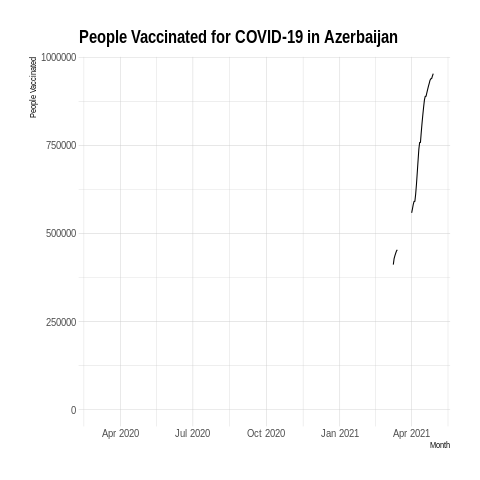 People Vaccinated for COVID-19 in Azerbaijan
People Vaccinated
1000000
750000
500000
250000
0
Apr 2020 Jul 2020 Oct 2020 Jan 2021 Apr 2021
Month